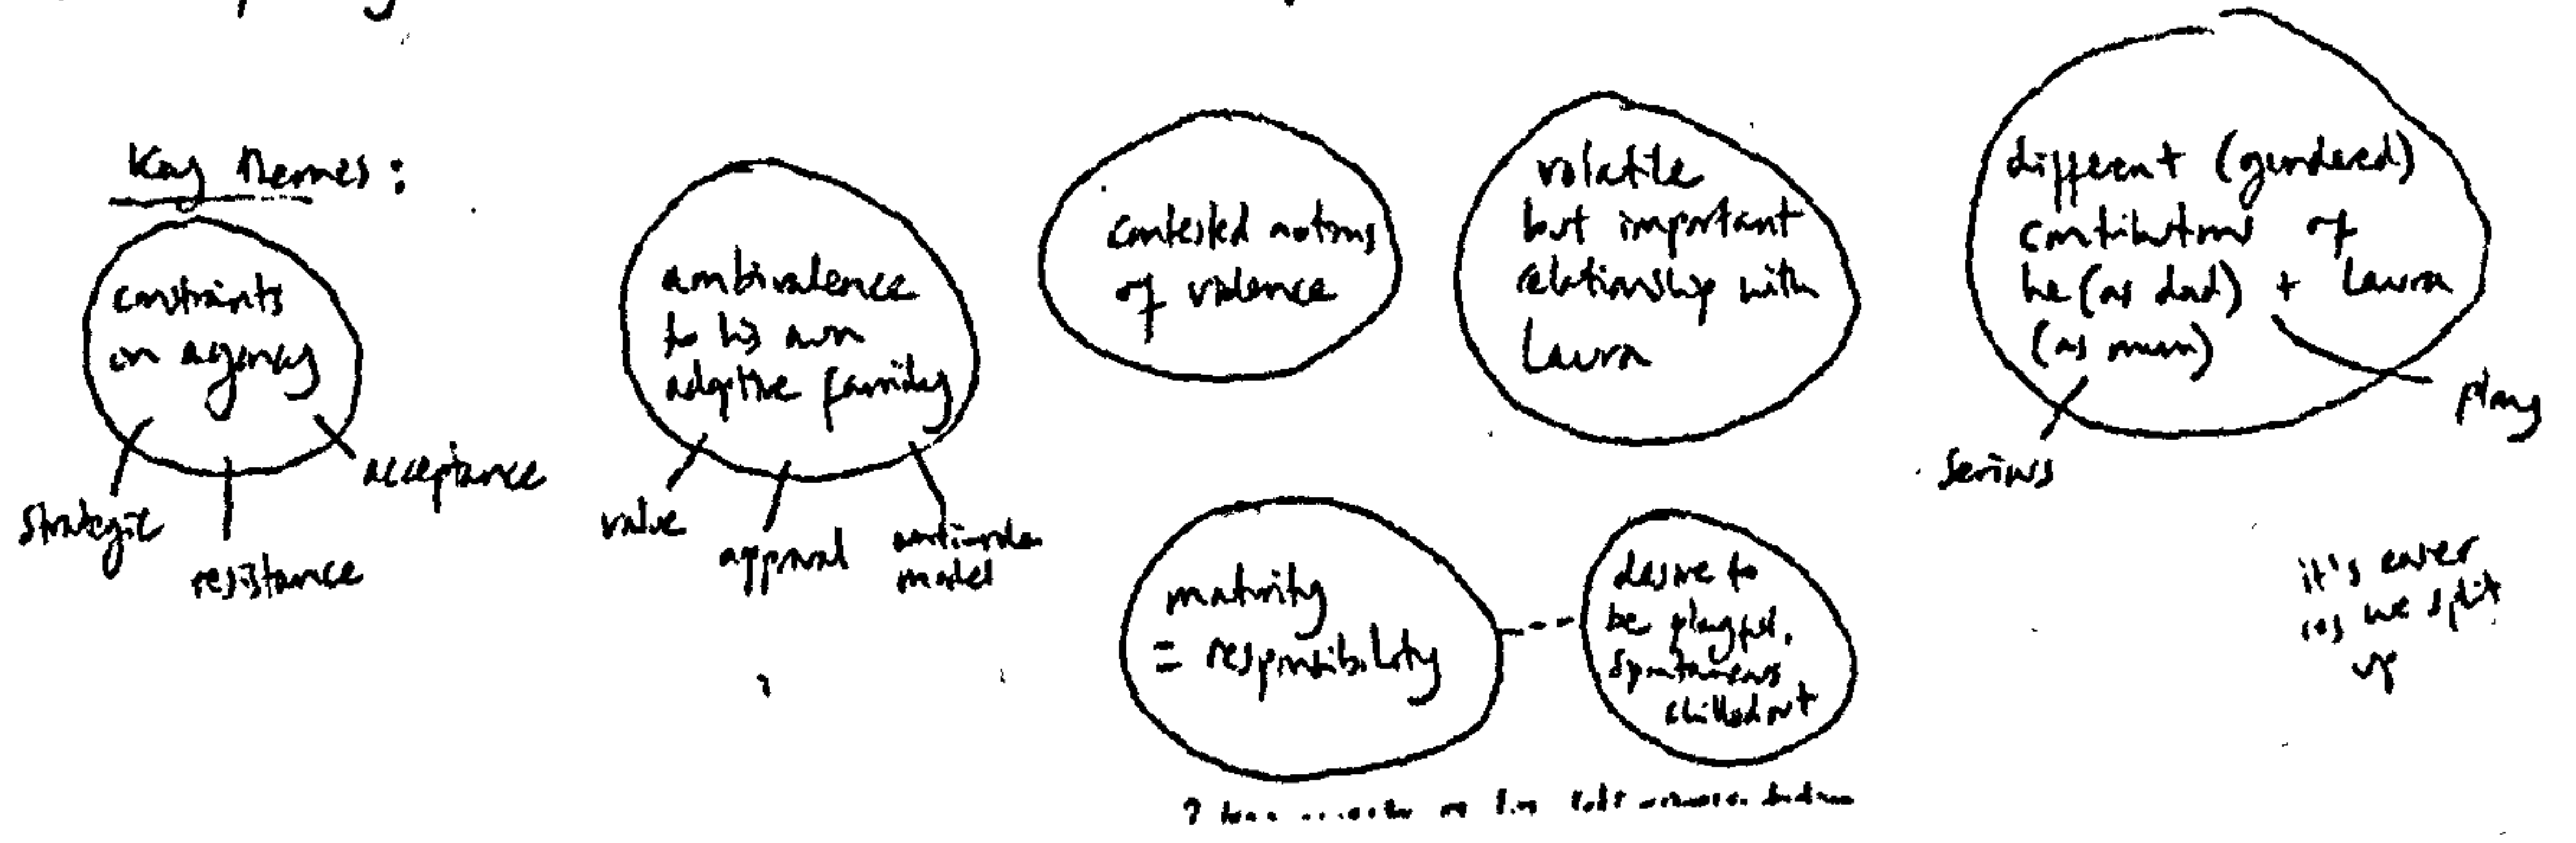 Key themes:
constraints
on agency
strategic
resistance
acceptance
ambivalence
to his own
adoptive family
value
approval
anti-role
model
contested notions
of violence
volatile
but important
relationship with
Laura
different (gendered)
contributions of
he (as dad) + Laura
(as mum)
serious
play
maturity
= responsibility
desire to
be playful,
spontaneous
chilled out
it's easier
cos we split
up